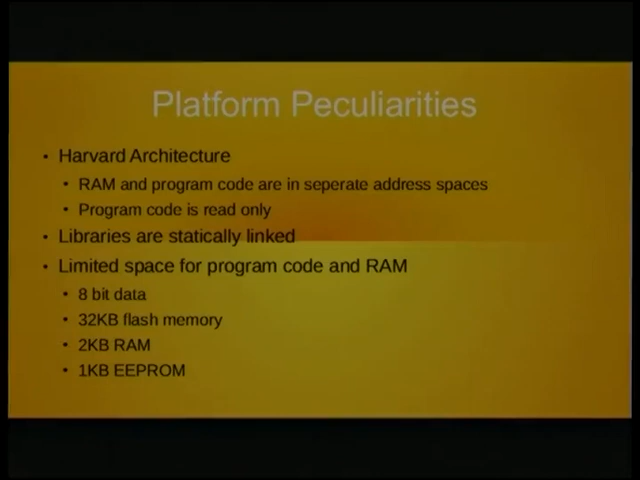 Platform Peculiarities
• Harvard Architecture
• RAM and program code are in seperate address spaces
• Program code is read only
• Libraries are statically linked
• Limited space for program code and RAM
• 8 bit data
• 32KB flash memory
• 2KB RAM
• 1KB EEPROM